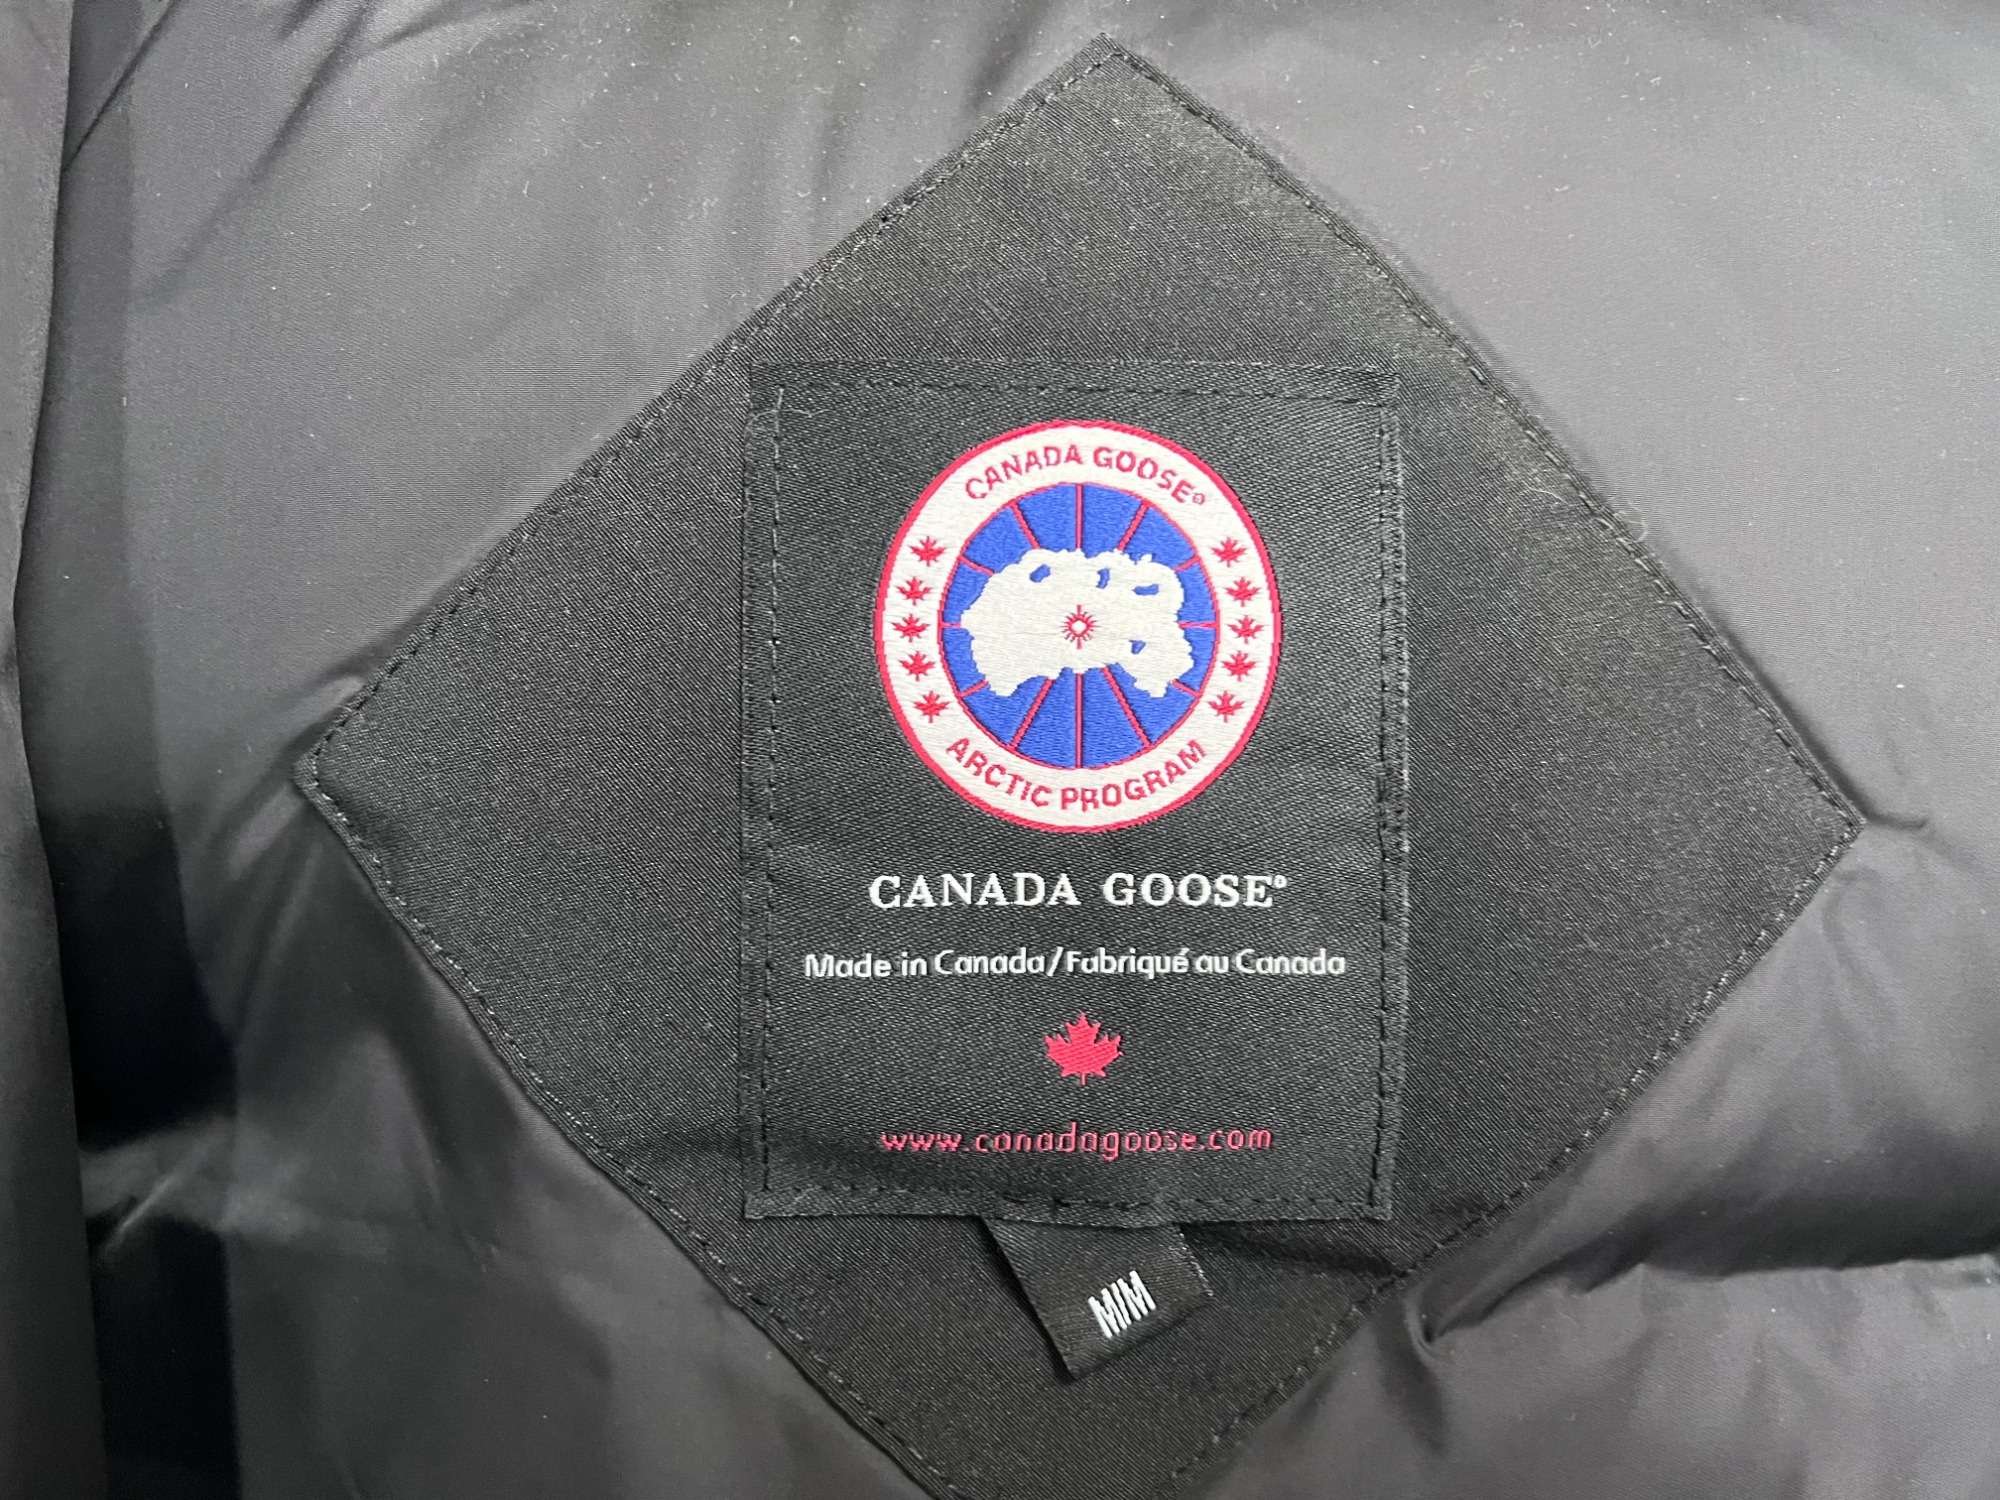 CANADA GOOSE®
ARCTIC PROGRAM
CANADA GOOSE®
Made in Canada/Fabriqué au Canada
www.canadagoose.com
M/M